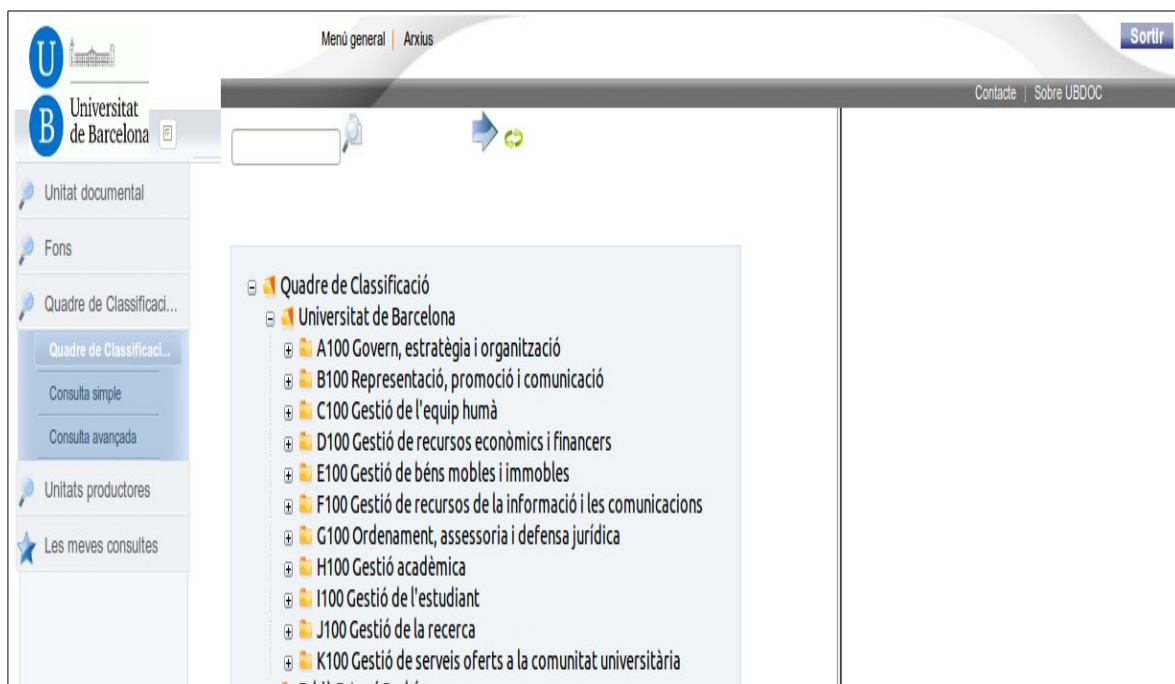 Menú general | Arxius
Sortir
Contacte | Sobre UBDOC
U
B
Universitat
de Barcelona
Unitat documental
Fons
Quadre de Classificaci...
Quadre de Classificaci...
Consulta simple
Consulta avançada
Unitats productores
Les meves consultes
Quadre de Classificació
Universitat de Barcelona
A100 Govern, estratègia i organització
B100 Representació, promoció i comunicació
C100 Gestió de l'equip humà
D100 Gestió de recursos econòmics i financers
E100 Gestió de béns mobles i immobles
F100 Gestió de recursos de la informació i les comunicacions
G100 Ordenament, assessoria i defensa jurídica
H100 Gestió acadèmica
I100 Gestió de l'estudiant
J100 Gestió de la recerca
K100 Gestió de serveis oferts a la comunitat universitària